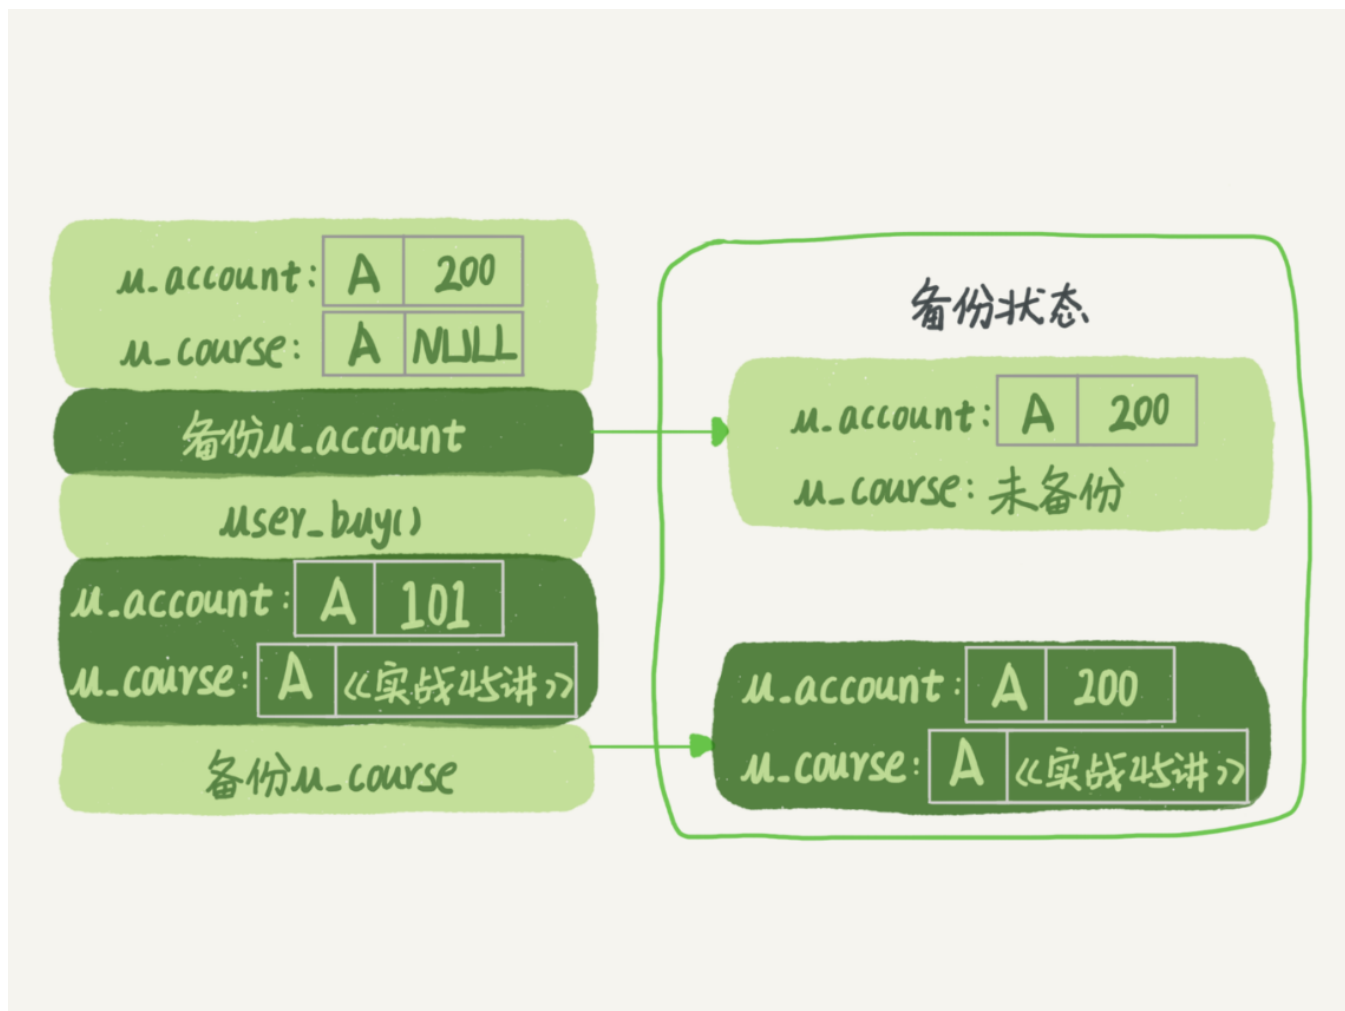 u_account: A 200
u_course: A NULL
备份u_account
user_buy()
u_account: A 101
u_course: A 《实战45讲》
备份u_course
备份状态
u_account: A 200
u_course: 未备份
u_account: A 200
u_course: A 《实战45讲》